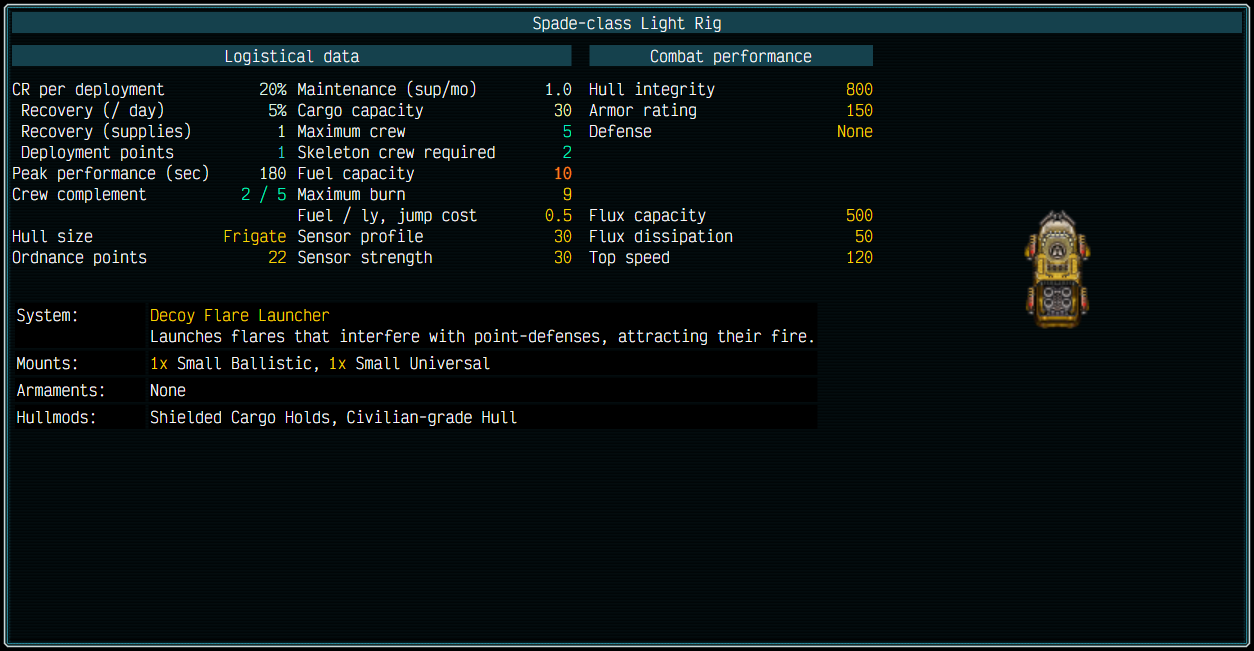 Spade-class Light Rig
Logistical data
Combat performance
CR per deployment 20% Maintenance (sup/mo) 1.0 Hull integrity 800
Recovery (/ day) 5% Cargo capacity 30 Armor rating 150
Recovery (supplies) 1 Maximum crew 5 Defense None
Deployment points 1 Skeleton crew required 2
Peak performance (sec) 180 Fuel capacity 10
Crew complement 2 / 5 Maximum burn 9
Fuel / ly, jump cost 0.5 Flux capacity 500
Hull size Frigate Sensor profile 30 Flux dissipation 50
Ordnance points 22 Sensor strength 30 Top speed 120
System: Decoy Flare Launcher
Launches flares that interfere with point-defenses, attracting their fire.
Mounts: 1x Small Ballistic, 1x Small Universal
Armaments: None
Hullmods: Shielded Cargo Holds, Civilian-grade Hull